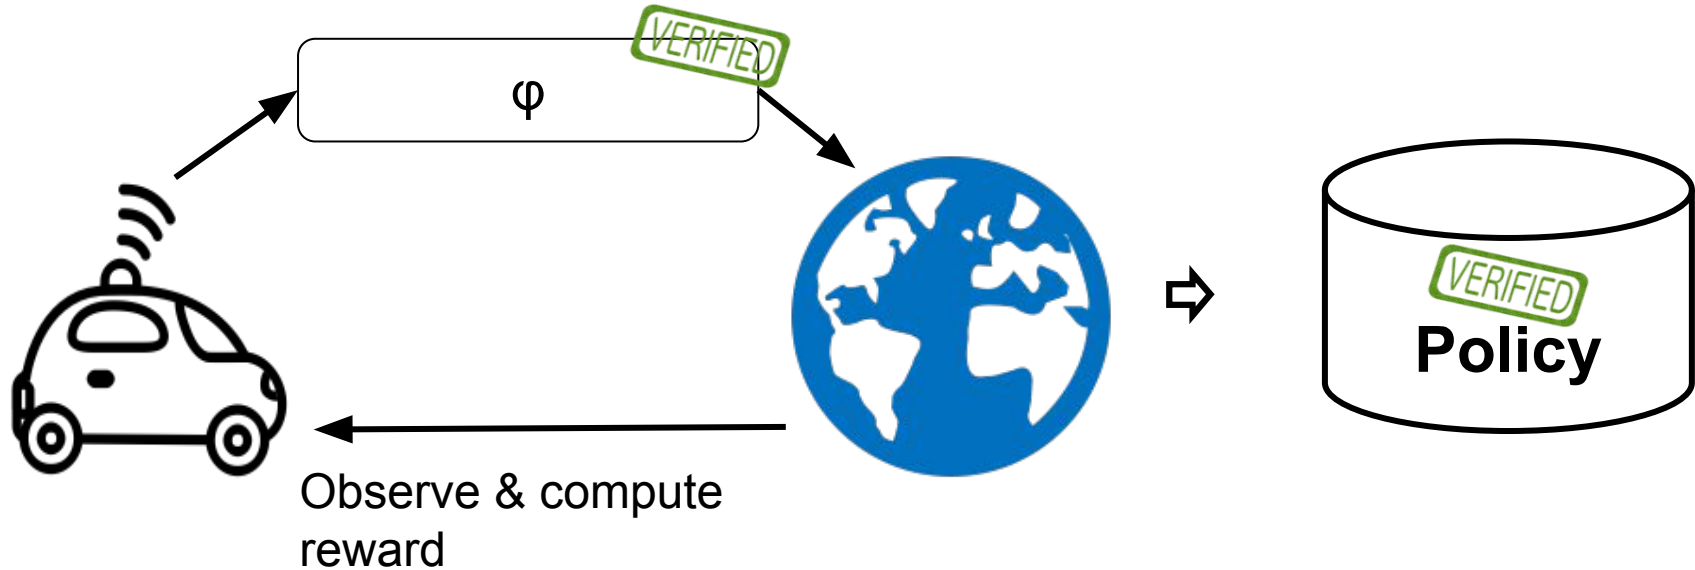 VERIFIED
φ
VERIFIED
Policy
Observe & compute
reward